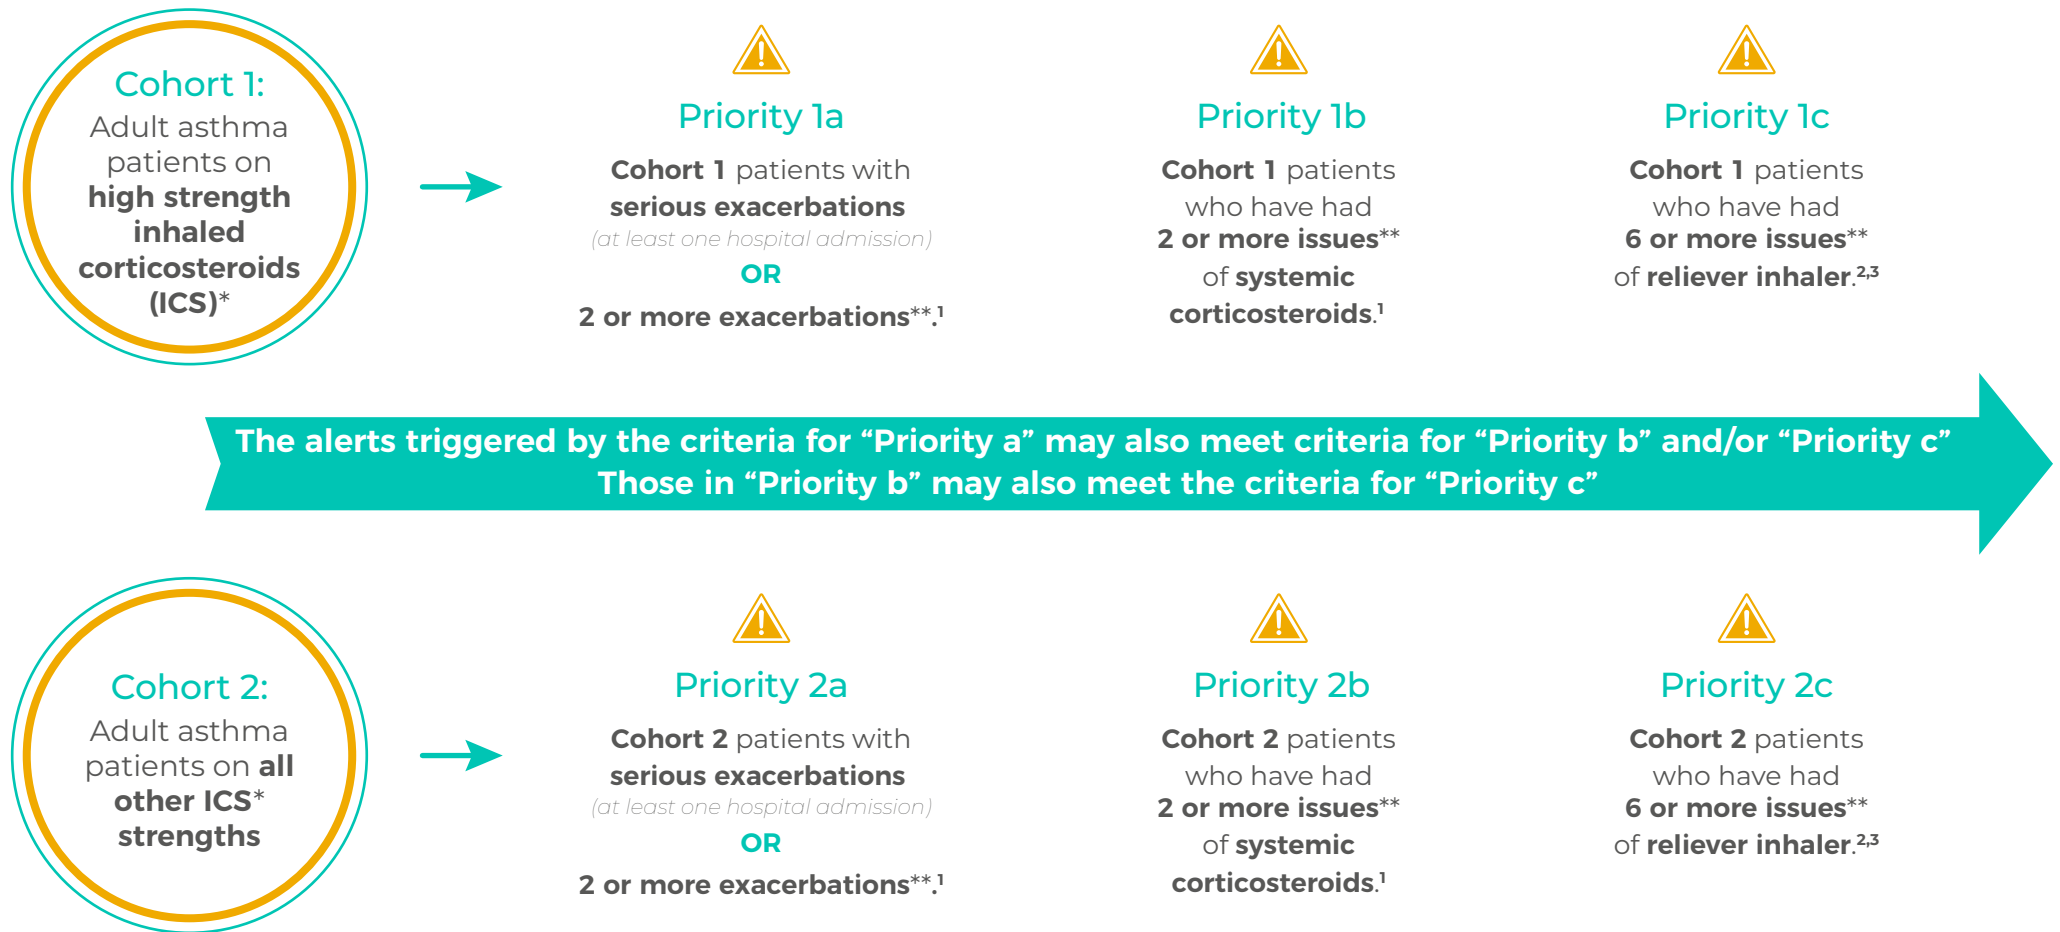 Cohort 1:
Adult asthma
patients on
high strength
inhaled
corticosteroids
(ICS)*
Priority 1a
Cohort 1 patients with
serious exacerbations
(at least one hospital admission)
OR
2 or more exacerbations**.¹
Priority 1b
Cohort 1 patients
who have had
2 or more issues**
of systemic
corticosteroids.¹
Priority 1c
Cohort 1 patients
who have had
6 or more issues**
of reliever inhaler.²,³
The alerts triggered by the criteria for “Priority a” may also meet criteria for “Priority b” and/or “Priority c”
Those in “Priority b” may also meet the criteria for “Priority c”
Cohort 2:
Adult asthma
patients on all
other ICS*
strengths
Priority 2a
Cohort 2 patients with
serious exacerbations
(at least one hospital admission)
OR
2 or more exacerbations**.¹
Priority 2b
Cohort 2 patients
who have had
2 or more issues**
of systemic
corticosteroids.¹
Priority 2c
Cohort 2 patients
who have had
6 or more issues**
of reliever inhaler.²,³